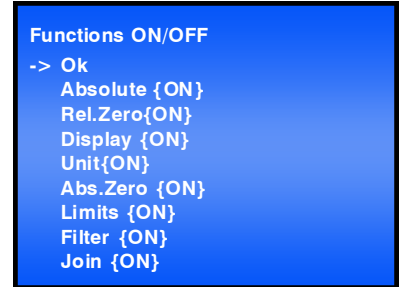 Functions ON/OFF
-> Ok
Absolute {ON}
Rel.Zero{ON}
Display {ON}
Unit{ON}
Abs.Zero {ON}
Limits {ON}
Filter {ON}
Join {ON}